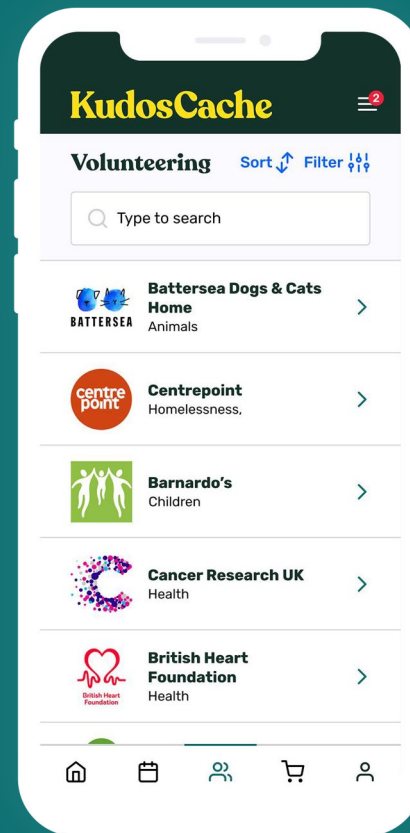 KudosCache
2
Volunteering
Sort
Filter
Type to search
BATTERSEA
Battersea Dogs & Cats
Home
Animals
centre
point
Centrepoint
Homelessness,
Barnardo's
Children
Cancer Research UK
Health
British Heart
Foundation
British Heart
Foundation
Health